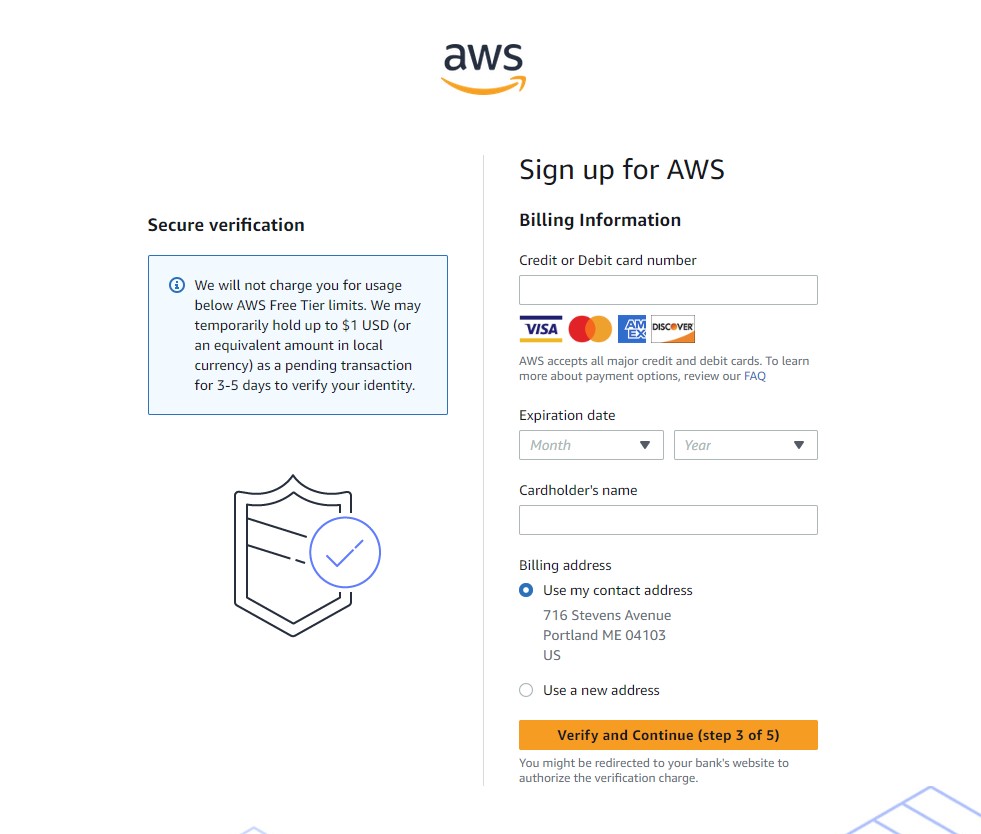 aws
Secure verification
We will not charge you for usage
below AWS Free Tier limits. We may
temporarily hold up to $1 USD (or
an equivalent amount in local
currency) as a pending transaction
for 3-5 days to verify your identity.
Sign up for AWS
Billing Information
Credit or Debit card number
VISA AM EX DISCOVER
AWS accepts all major credit and debit cards. To learn
more about payment options, review our FAQ
Expiration date
Month Year
Cardholder's name
Billing address
Use my contact address
716 Stevens Avenue
Portland ME 04103
US
Use a new address
Verify and Continue (step 3 of 5)
You might be redirected to your bank's website to
authorize the verification charge.